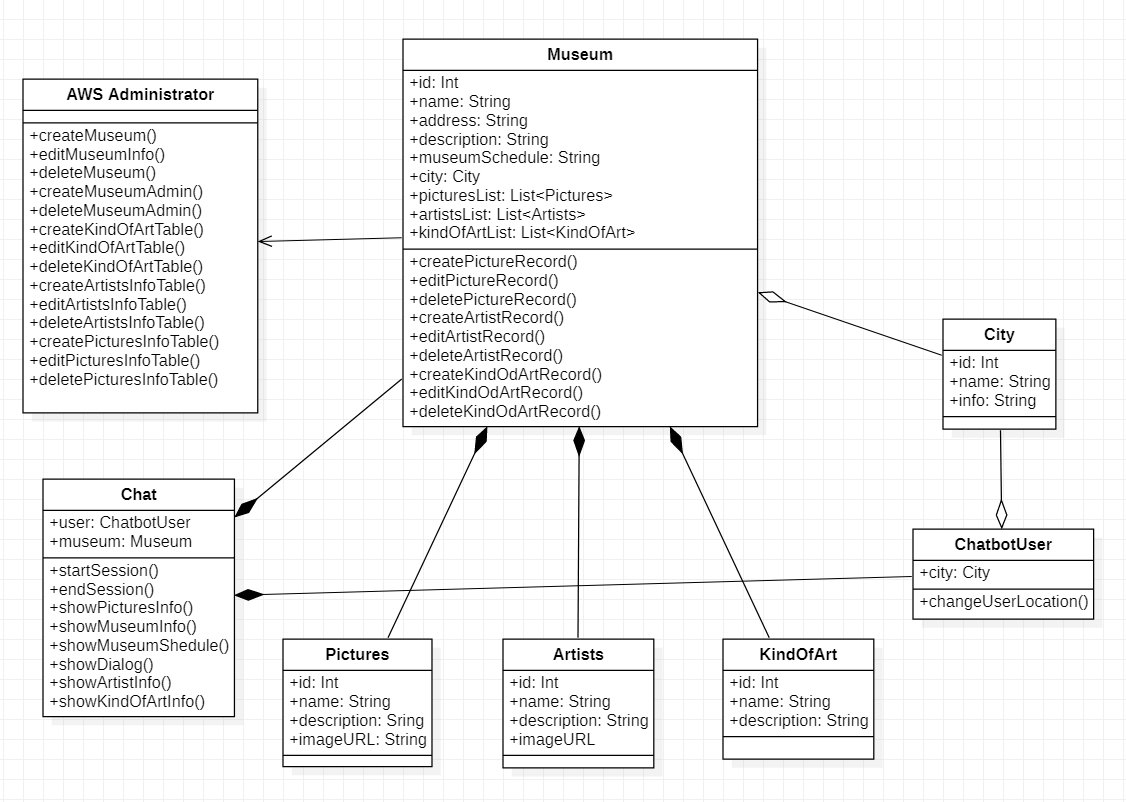 AWS Administrator
+createMuseum()
+editMuseumInfo()
+deleteMuseum()
+createMuseumAdmin()
+deleteMuseumAdmin()
+createKindOfArtTable()
+editKindOfArtTable()
+deleteKindOfArtTable()
+createArtistsInfoTable()
+editArtistsInfoTable()
+deleteArtistsInfoTable()
+createPicturesInfoTable()
+editPicturesInfoTable()
+deletePicturesInfoTable()
Museum
+id: Int
+name: String
+address: String
+description: String
+museumSchedule: String
+city: City
+picturesList: List<Pictures>
+artistsList: List<Artists>
+kindOfArtList: List<KindOfArt>
+createPictureRecord()
+editPictureRecord()
+deletePictureRecord()
+createArtistRecord()
+editArtistRecord()
+deleteArtistRecord()
+createKindOdArtRecord()
+editKindOdArtRecord()
+deleteKindOdArtRecord()
City
+id: Int
+name: String
+info: String
Chat
+user: ChatbotUser
+museum: Museum
+startSession()
+endSession()
+showPicturesInfo()
+showMuseumInfo()
+showMuseumShedule()
+showDialog()
+showArtistInfo()
+showKindOfArtInfo()
ChatbotUser
+city: City
+changeUserLocation()
Pictures
+id: Int
+name: String
+description: Sring
+imageURL: String
Artists
+id: Int
+name: String
+description: String
+imageURL
KindOfArt
+id: Int
+name: String
+description: String